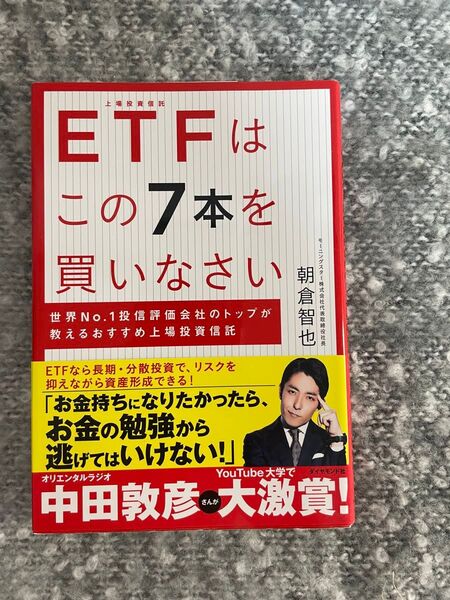 上場投資信託
ETFは
この7本を
買いなさい
モーニングスター株式会社代表取締役社長
朝倉智也
世界No.1投信評価会社のトップが
教えるおすすめ上場投資信託
ETFなら長期・分散投資で、リスクを
抑えながら資産形成できる!
「お金持ちになりたかったら、
お金の勉強から
逃げてはいけない!」
ダイヤモンド社
オリエンタルラジオ
YouTube大学で
中田敦彦さんが大激賞!